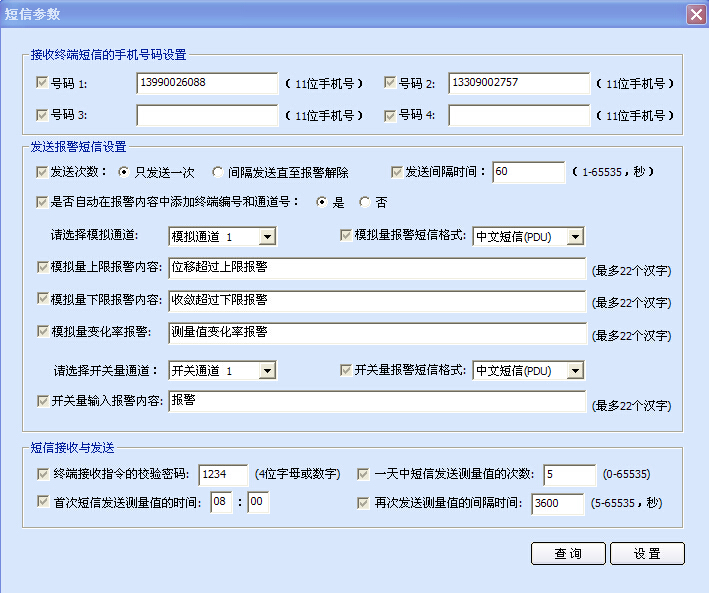 短信参数
接收终端短信的手机号码设置
号码 1: 13990026088 （ 11位手机号 ） 号码 2: 13309002757 （ 11位手机号 ）
号码 3: （ 11位手机号 ） 号码 4: （ 11位手机号 ）
发送报警短信设置
发送次数： 只发送一次 间隔发送直至报警解除 发送间隔时间： 60 （ 1-65535，秒 ）
是否自动在报警内容中添加终端编号和通道号： 是 否
请选择模拟通道: 模拟通道 1 模拟量报警短信格式: 中文短信(PDU)
模拟量上限报警内容: 位移超过上限报警 (最多22个汉字)
模拟量下限报警内容: 收敛超过下限报警 (最多22个汉字)
模拟量变化率报警: 测量值变化率报警 (最多22个汉字)
请选择开关量通道： 开关通道 1 开关量报警短信格式: 中文短信(PDU)
开关量输入报警内容: 报警 (最多22个汉字)
短信接收与发送
终端接收指令的校验密码: 1234 (4位字母或数字) 一天中短信发送测量值的次数: 5 (0-65535)
首次短信发送测量值的时间: 08 : 00 再次发送测量值的间隔时间: 3600 (5-65535，秒)
查 询 设 置